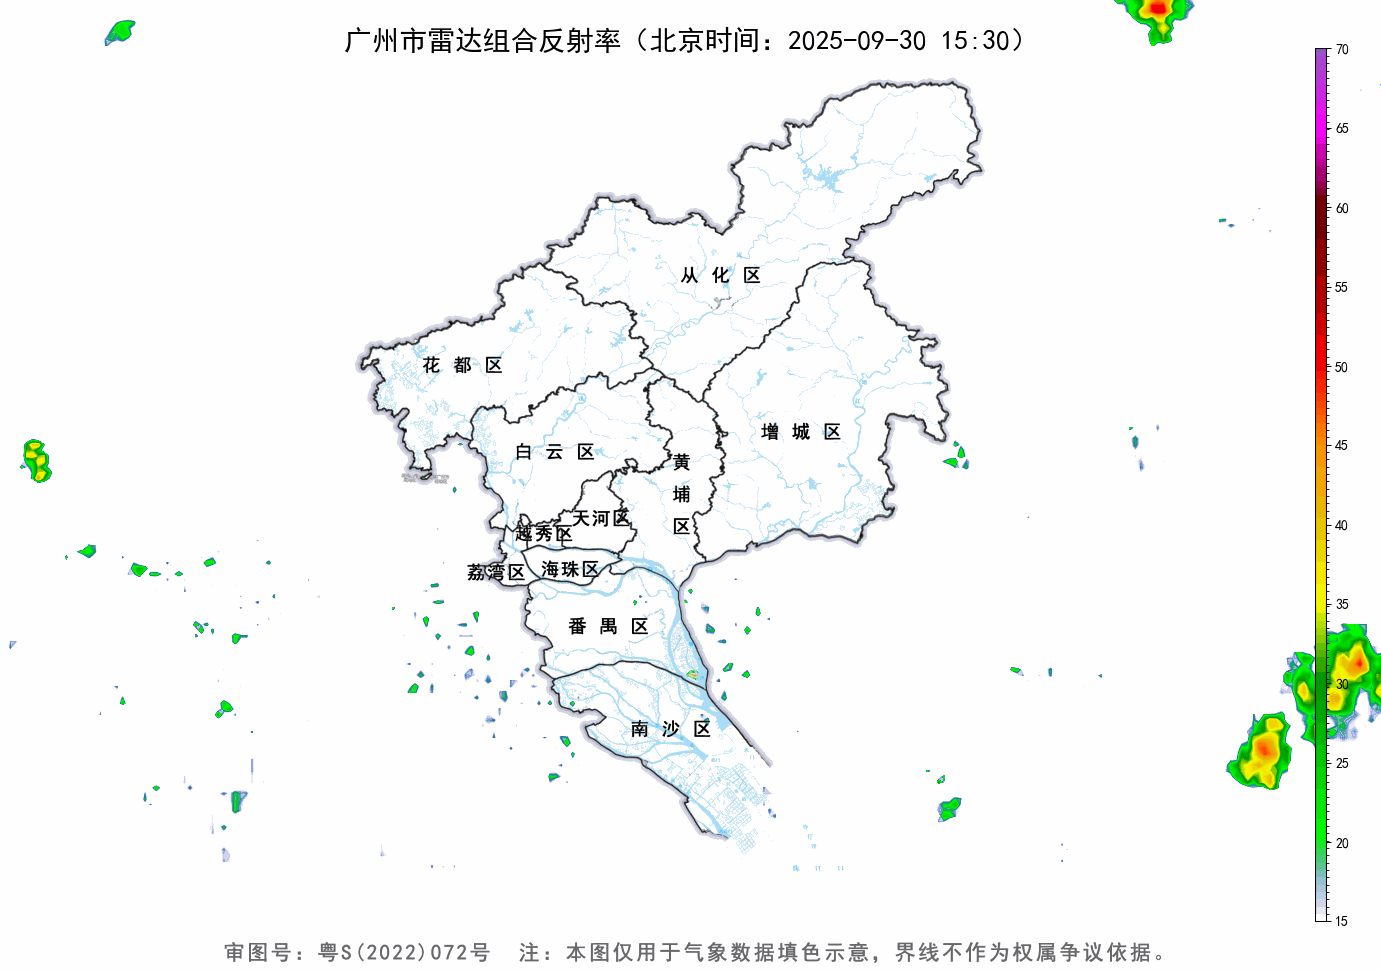 广州市雷达组合反射率（北京时间：2025-09-30 15:30）
70
65
60
55
50
45
40
35
30
25
20
15
从化区
花都区
增城区
白云区
黄埔区
天河区
越秀区
荔湾区
海珠区
番禺区
南沙区
审图号：粤S(2022)072号 注：本图仅用于气象数据填色示意，界线不作为权属争议依据。